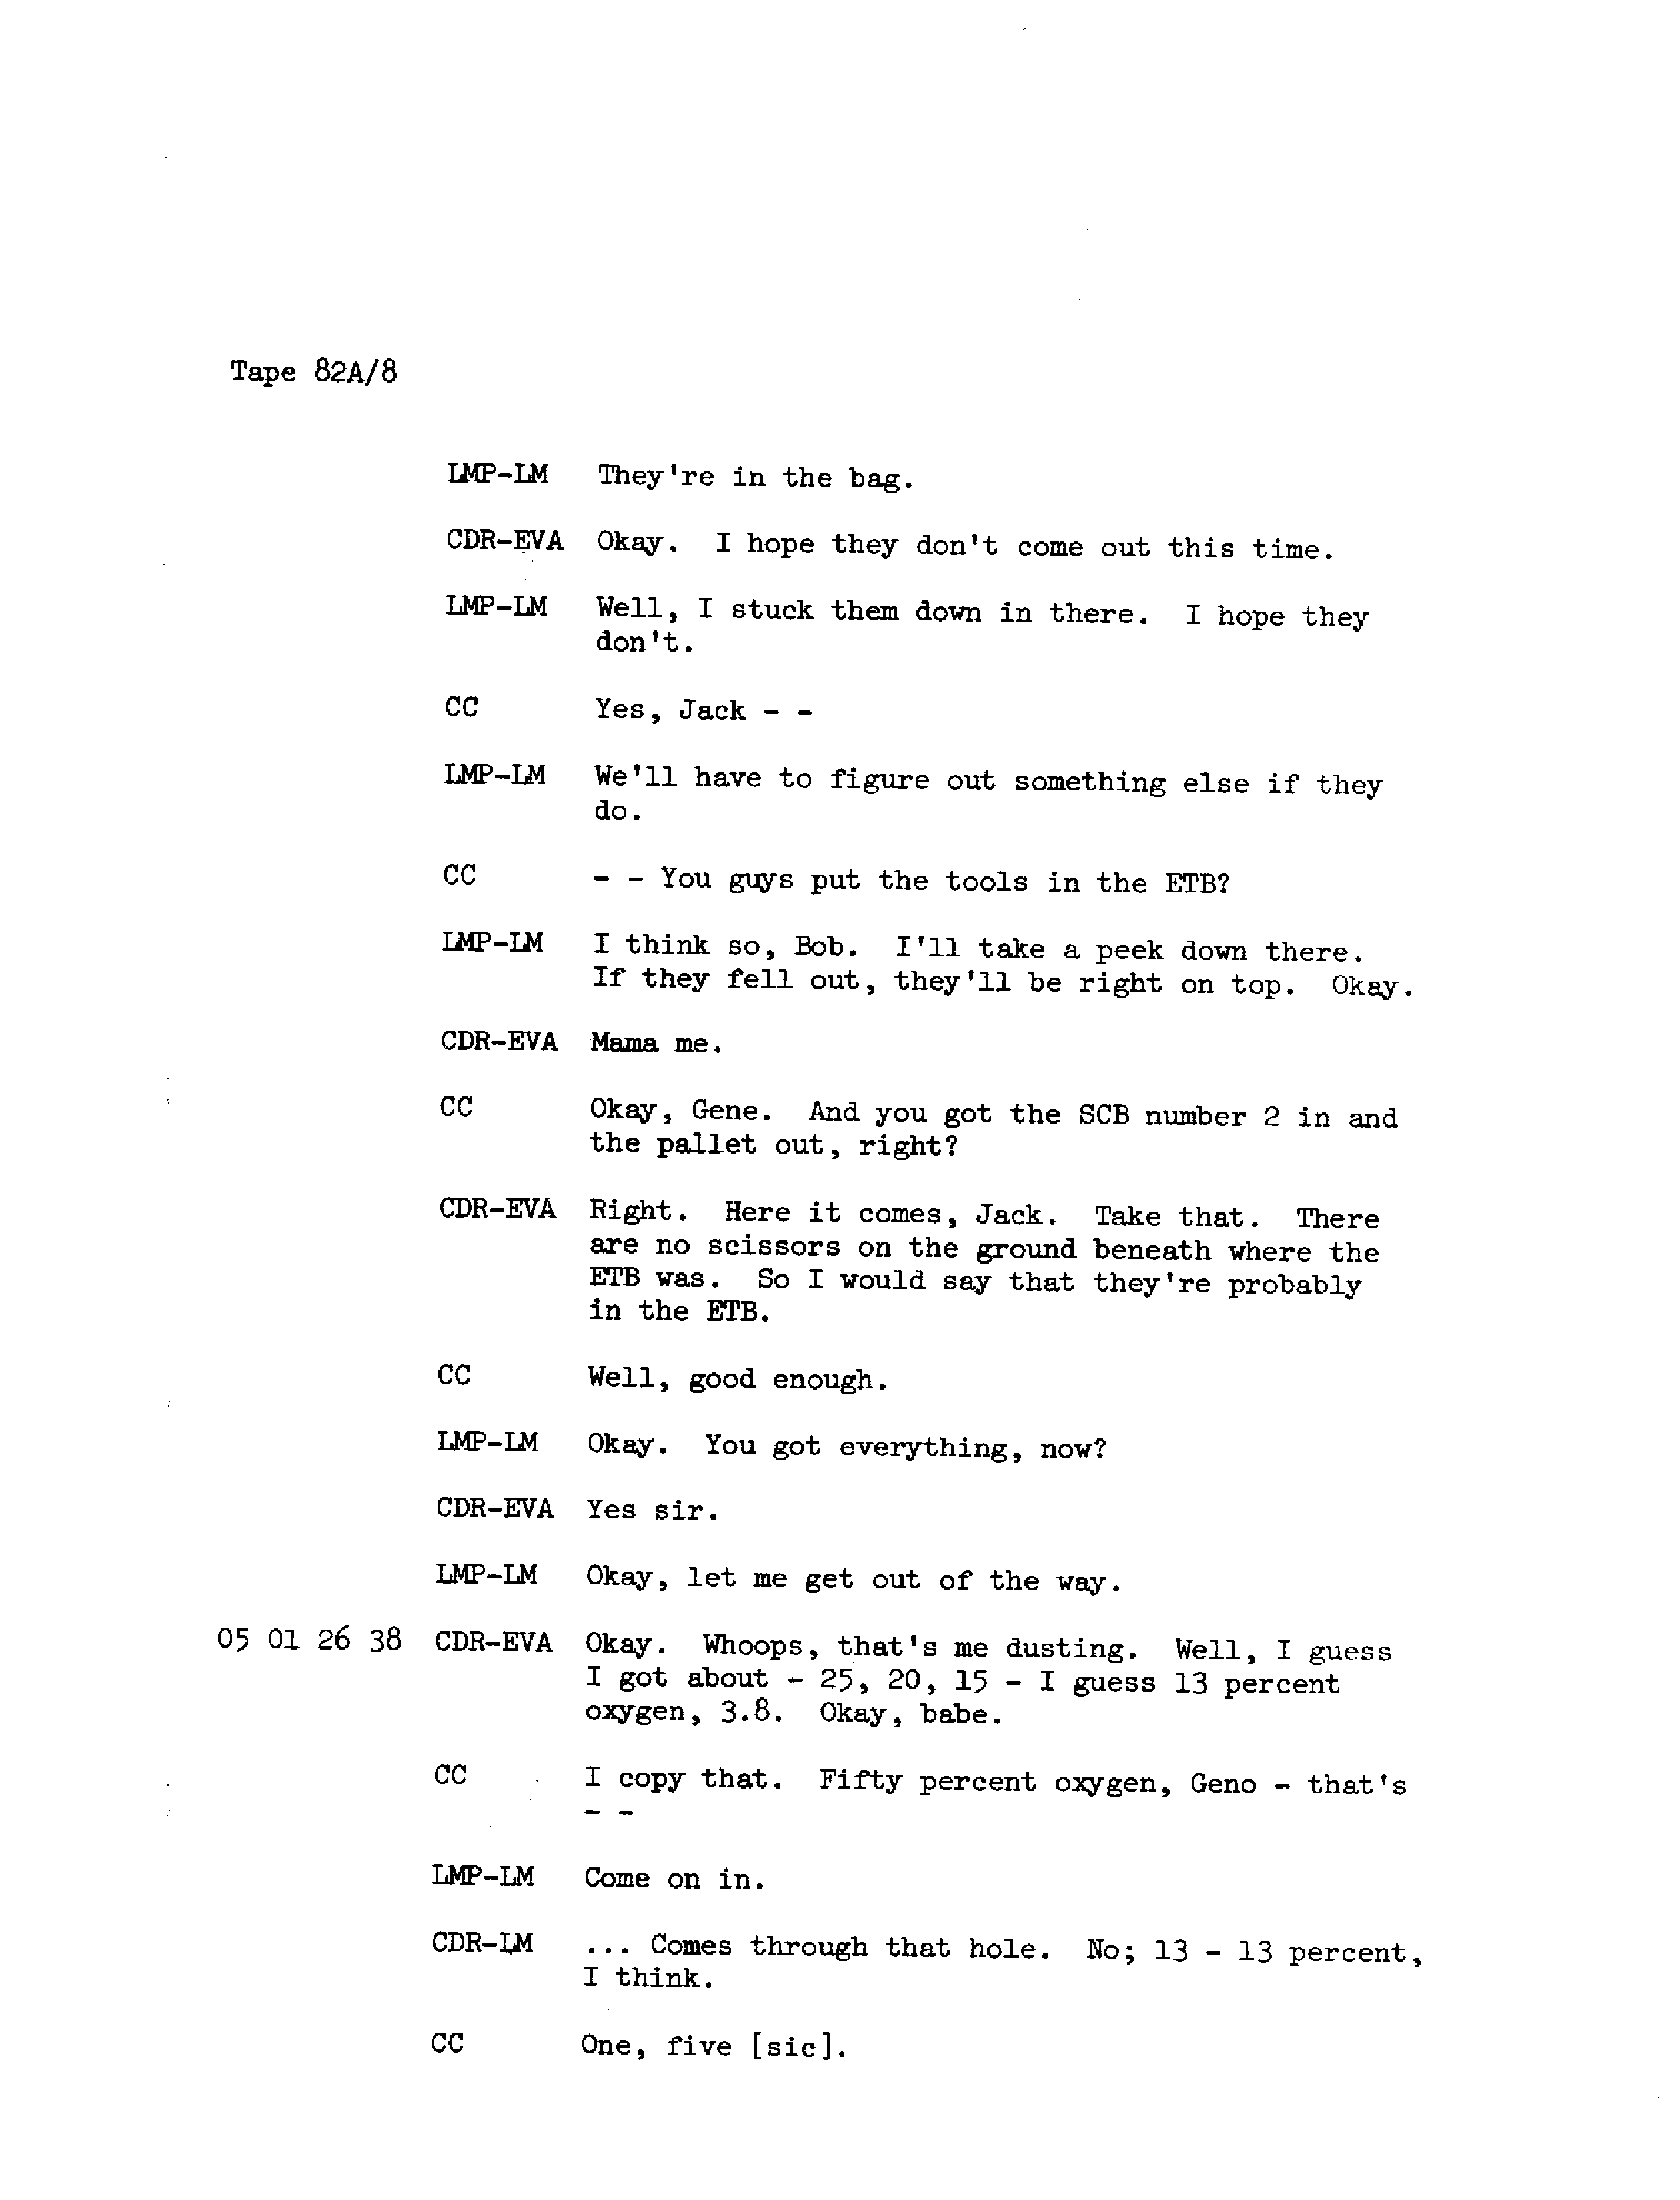 Tape 82A/8
LMP-LM They're in the bag.
CDR-EVA Okay. I hope they don't come out this time.
LMP-LM Well, I stuck them down in there. I hope they
don't.
CC Yes, Jack - -
LMP-LM We'll have to figure out something else if they
do.
CC - - You guys put the tools in the ETB?
LMP-LM I think so, Bob. I'll take a peek down there.
If they fell out, they'll be right on top. Okay.
CDR-EVA Mama me.
CC Okay, Gene. And you got the SCB number 2 in and
the pallet out, right?
CDR-EVA Right. Here it comes, Jack. Take that. There
are no scissors on the ground beneath where the
ETB was. So I would say that they're probably
in the ETB.
CC Well, good enough.
LMP-LM Okay. You got everything, now?
CDR-EVA Yes sir.
LMP-LM Okay, let me get out of the way.
05 01 26 38 CDR-EVA Okay. Whoops, that's me dusting. Well, I guess
I got about - 25, 20, 15 - I guess 13 percent
oxygen, 3.8. Okay, babe.
CC I copy that. Fifty percent oxygen, Geno - that's
- -
LMP-LM Come on in.
CDR-LM ... Comes through that hole. No; 13 - 13 percent,
I think.
CC One, five [sic].